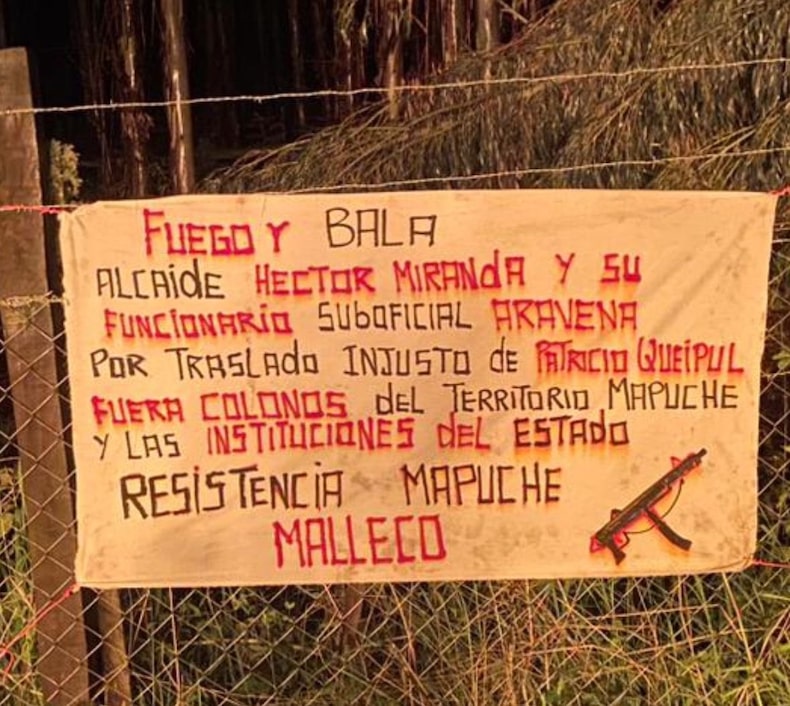 FUEGO Y BALA
ALCAIDE HECTOR MIRANDA Y SU
FUNCIONARIO SUBOFICIAL ARAVENA
POR TRASLADO INJUSTO de PATRICIO QUEIPUL
FUERA COLONOS dEL TERRITORIO MAPUCHE
Y LAS INSTITUCIONES dEL ESTADO
RESISTENCIA MAPUCHE
MALLECO